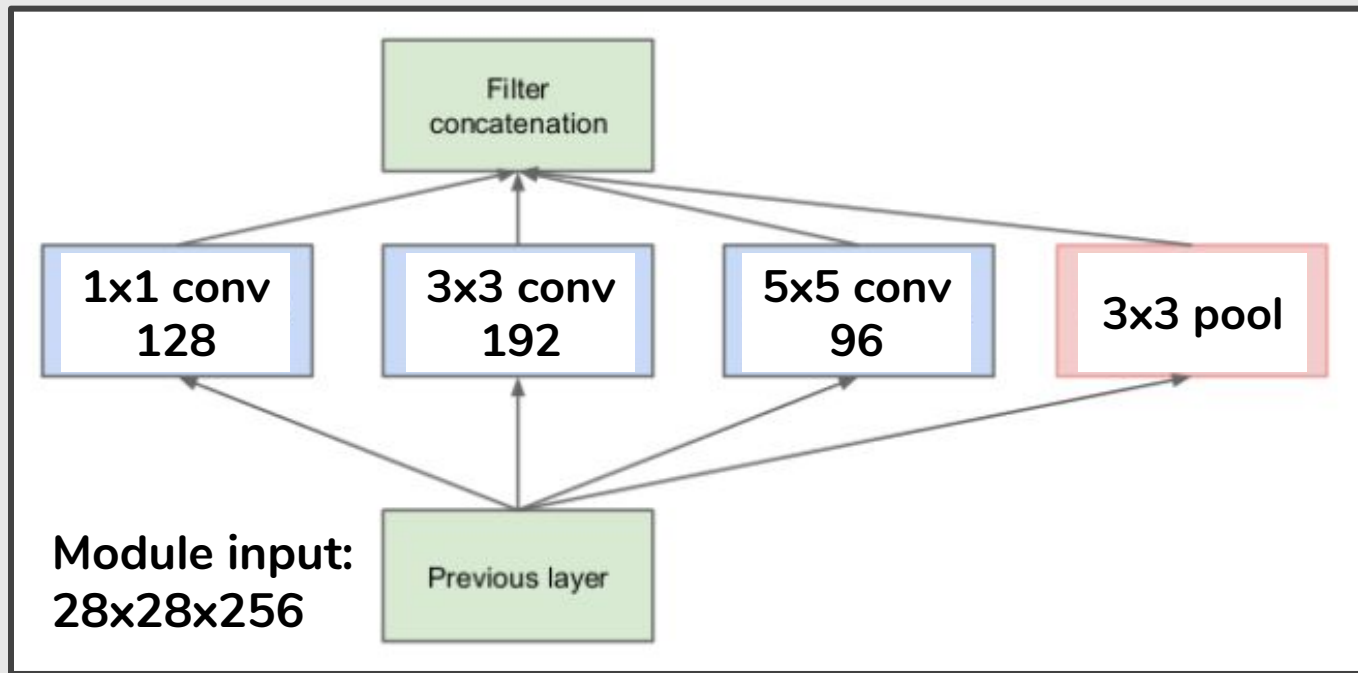 Filter
concatenation
1x1 conv
128
3x3 conv
192
5x5 conv
96
3x3 pool
Module input:
28x28x256
Previous layer